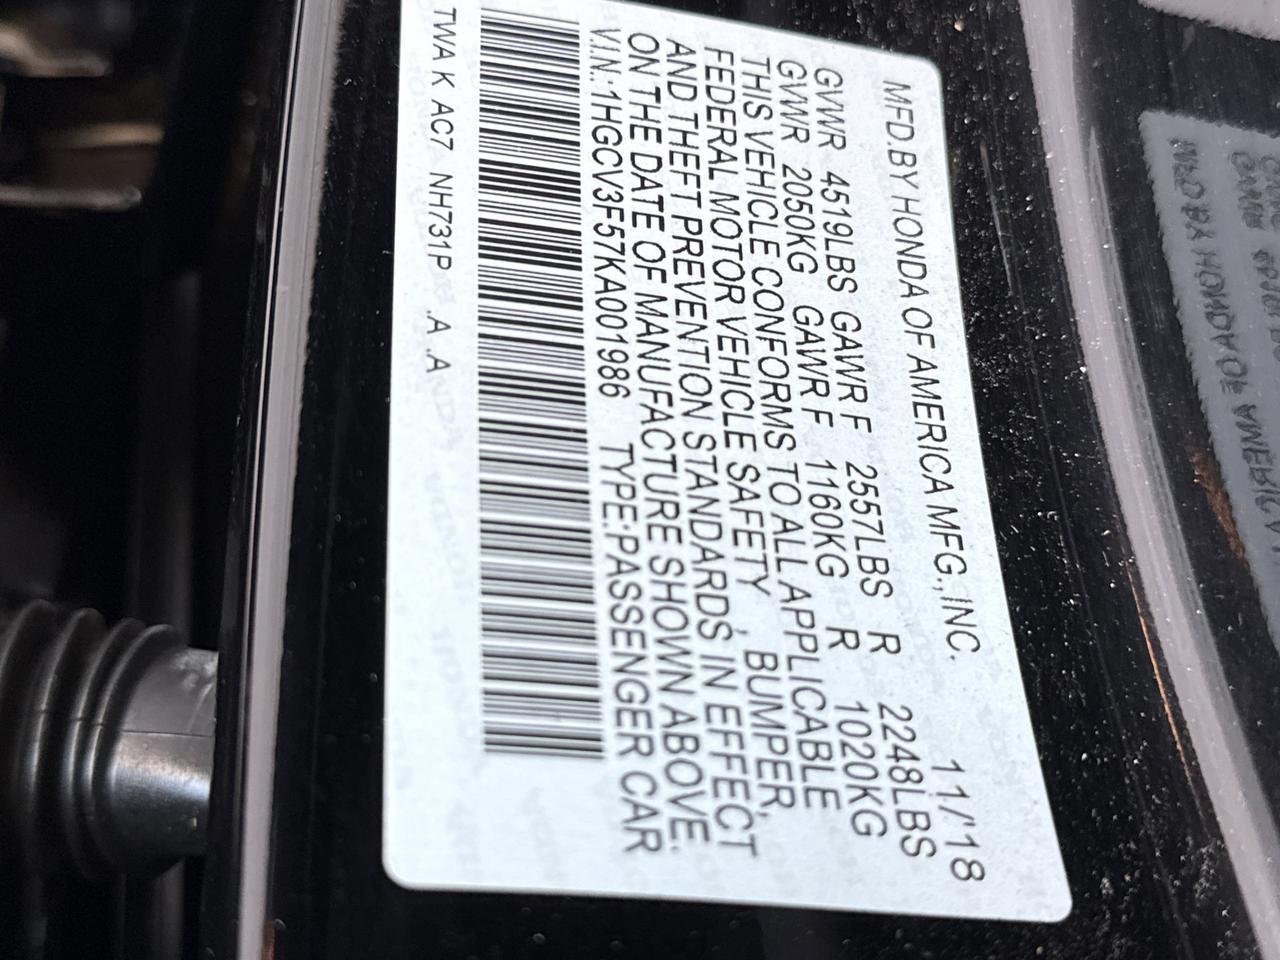 MFD.BY HONDA OF AMERICA MFG.,INC. 11/'18
GVWR 4519LBS GAWR F 2557LBS R 2248LBS
GVWR 2050KG GAWR F 1160KG R 1020KG
THIS VEHICLE CONFORMS TO ALL APPLICABLE
FEDERAL MOTOR VEHICLE SAFETY , BUMPER,
AND THEFT PREVENTION STANDARDS IN EFFECT
ON THE DATE OF MANUFACTURE SHOWN ABOVE.
V.I.N.:1HGCV3F57KA001986 TYPE:PASSENGER CAR
TWA K AC7 NH731P .A .A